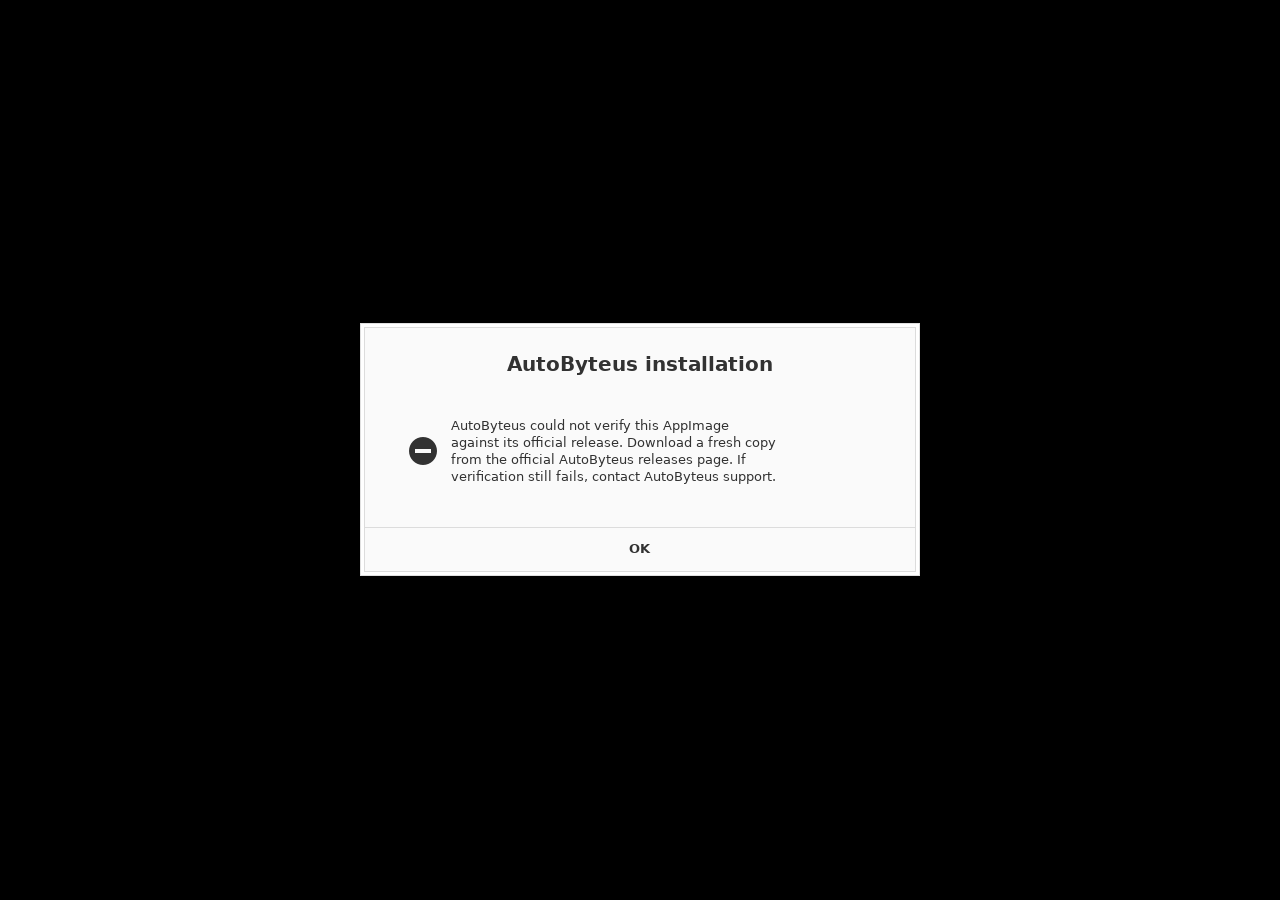 AutoByteus installation
AutoByteus could not verify this AppImage
against its official release. Download a fresh copy
from the official AutoByteus releases page. If
verification still fails, contact AutoByteus support.
OK